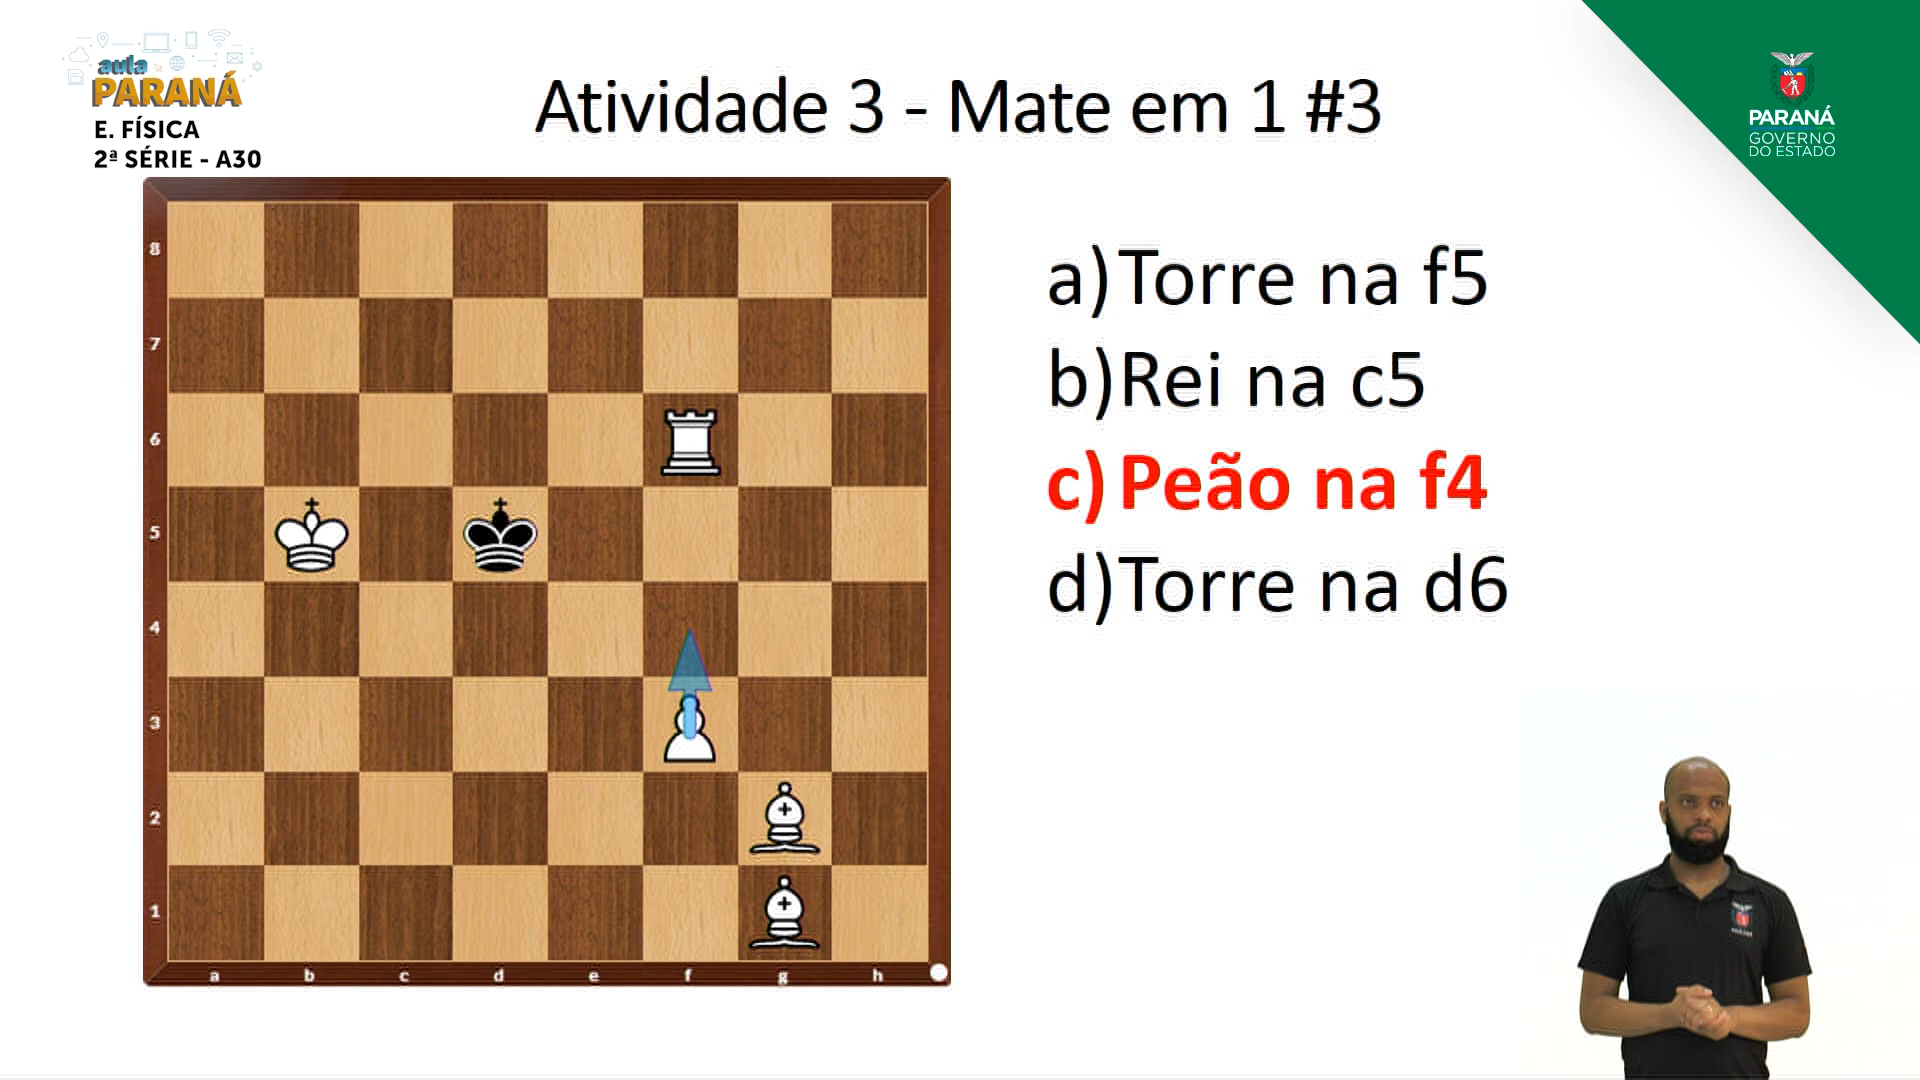 aula
PARANÁ
E. FÍSICA
2ª SÉRIE - A30
Atividade 3 - Mate em 1 #3
PARANÁ
GOVERNO
DO ESTADO
8
7
6
5
4
3
2
1
a b c d e f g h
a) Torre na f5
b) Rei na c5
c) Peão na f4
d) Torre na d6